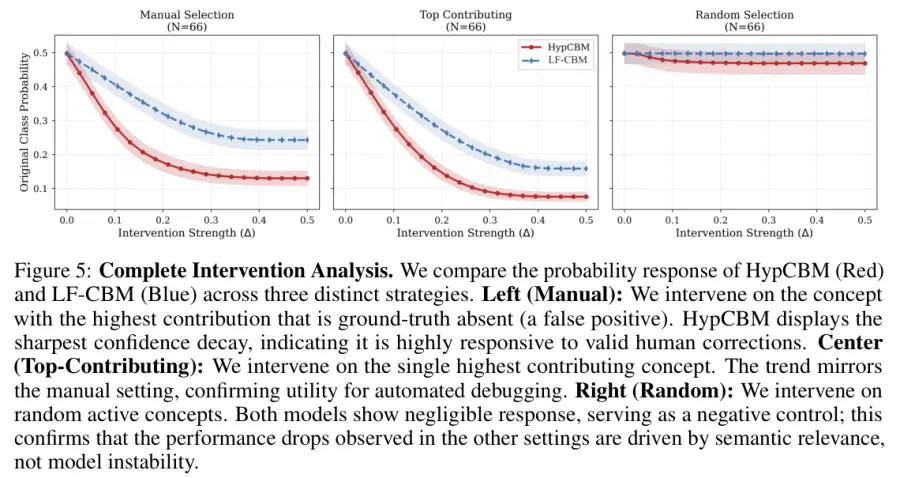 Manual Selection
(N=66)
Top Contributing
(N=66)
Random Selection
(N=66)
Original Class Probability
0.5
0.4
0.3
0.2
0.1
HypCBM
LF-CBM
0.0 0.1 0.2 0.3 0.4 0.5
0.0 0.1 0.2 0.3 0.4 0.5
0.0 0.1 0.2 0.3 0.4 0.5
Intervention Strength (Δ)
Intervention Strength (Δ)
Intervention Strength (Δ)
Figure 5: Complete Intervention Analysis. We compare the probability response of HypCBM (Red)
and LF-CBM (Blue) across three distinct strategies. Left (Manual): We intervene on the concept
with the highest contribution that is ground-truth absent (a false positive). HypCBM displays the
sharpest confidence decay, indicating it is highly responsive to valid human corrections. Center
(Top-Contributing): We intervene on the single highest contributing concept. The trend mirrors
the manual setting, confirming utility for automated debugging. Right (Random): We intervene on
random active concepts. Both models show negligible response, serving as a negative control; this
confirms that the performance drops observed in the other settings are driven by semantic relevance,
not model instability.